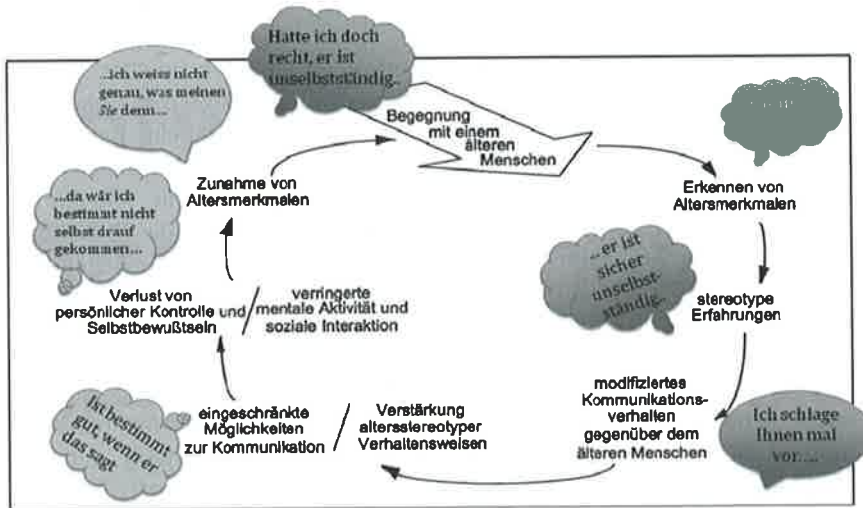 Hatte ich doch
recht, er ist
unselbstständig..
...ich weiss nicht
genau, was meinen
Sie denn...
Begegnung
mit einem
älteren
Menschen
Zunahme von
Altersmerkmalen
Erkennen von
Altersmerkmalen
...da wär ich
bestimmt nicht
selbst drauf
gekommen...
...er ist
sicher
unselbst-
ständig..
stereotype
Erfahrungen
Verlust von
persönlicher Kontrolle und
Selbstbewußtsein
/ verringerte
mentale Aktivität und
soziale Interaktion
modifiziertes
Kommunikations-
verhalten
gegenüber dem
älteren Menschen
Ich schlage
Ihnen mal
vor....
Ist bestimmt
gut, wenn er
das sagt
eingeschränkte
Möglichkeiten
zur Kommunikation
/ Verstärkung
altersstereotyper
Verhaltensweisen